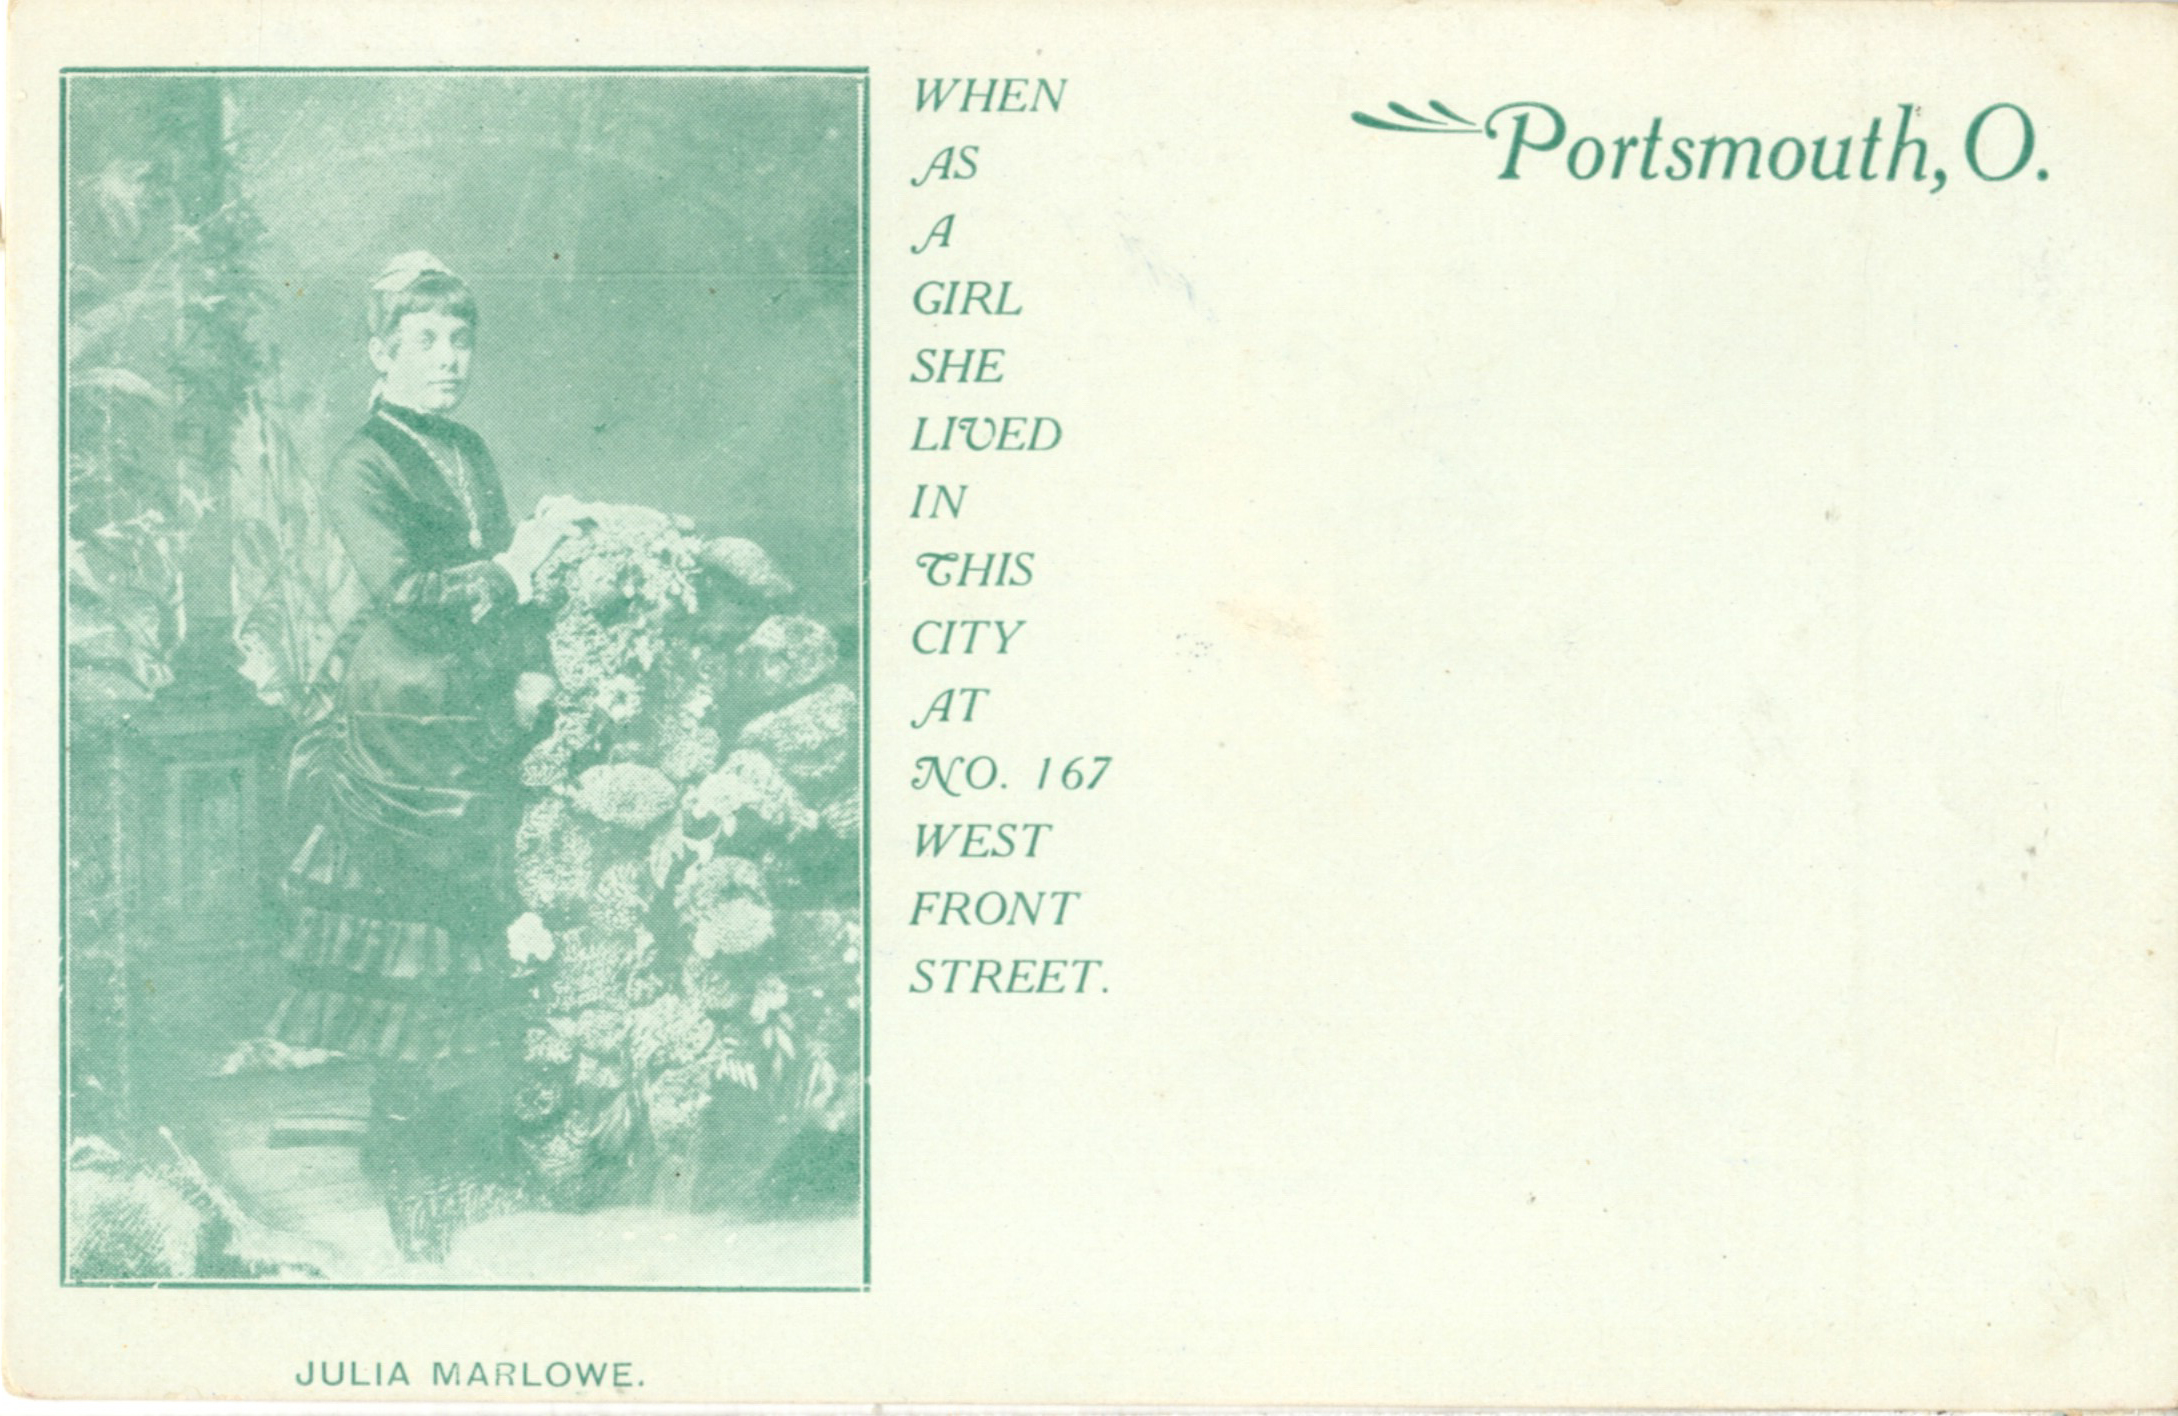 WHEN
AS
A
GIRL
SHE
LIVED
IN
THIS
CITY
AT
NO. 167
WEST
FRONT
STREET.
Portsmouth, O.
JULIA MARLOWE.